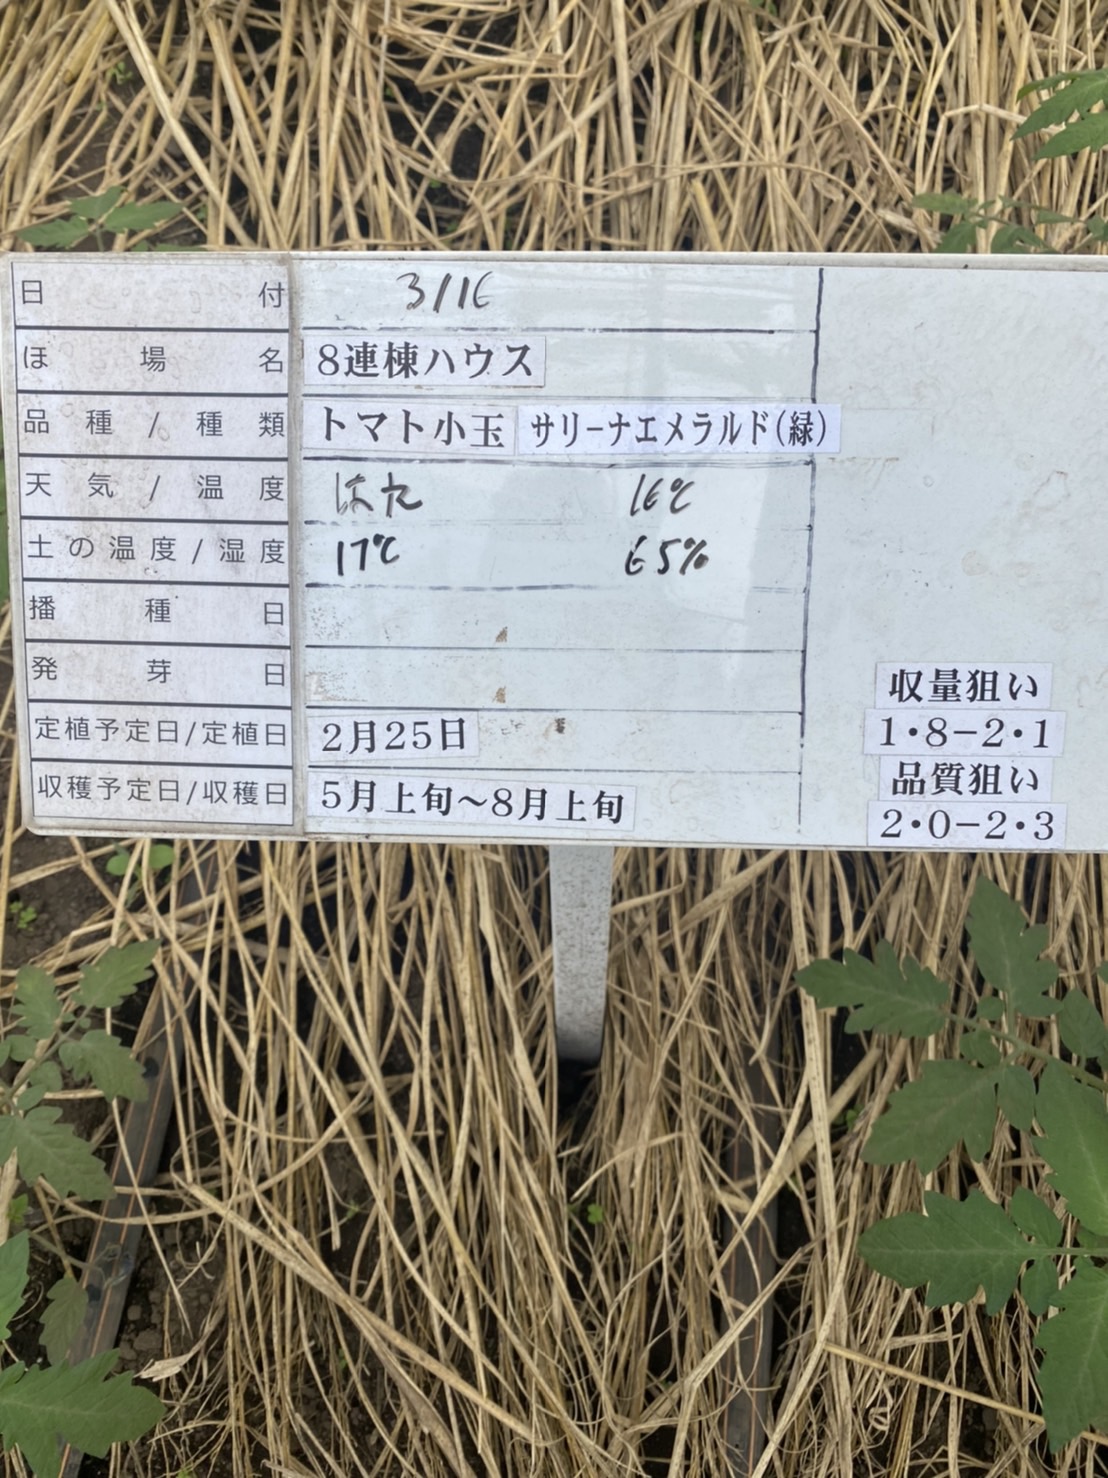 日付 3/16
ほ場名 8連棟ハウス
品種/種類 トマト小玉 サリーナエメラルド(緑)
天気/温度 はれ 16℃
土の温度/湿度 17℃ 65%
播種日
発芽日
定植予定日/定植日 2月25日
収穫予定日/収穫日 5月上旬〜8月上旬
収量狙い
1・8−2・1
品質狙い
2・0−2・3